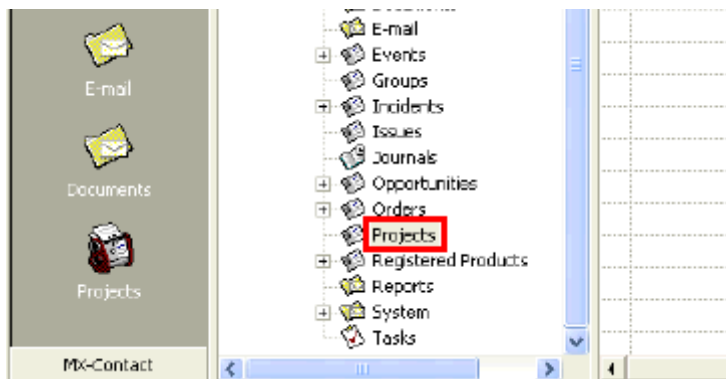 E-mail
Documents
Projects
MX-Contact
E-mail
Events
Groups
Incidents
Issues
Journals
Opportunities
Orders
Projects
Registered Products
Reports
System
Tasks